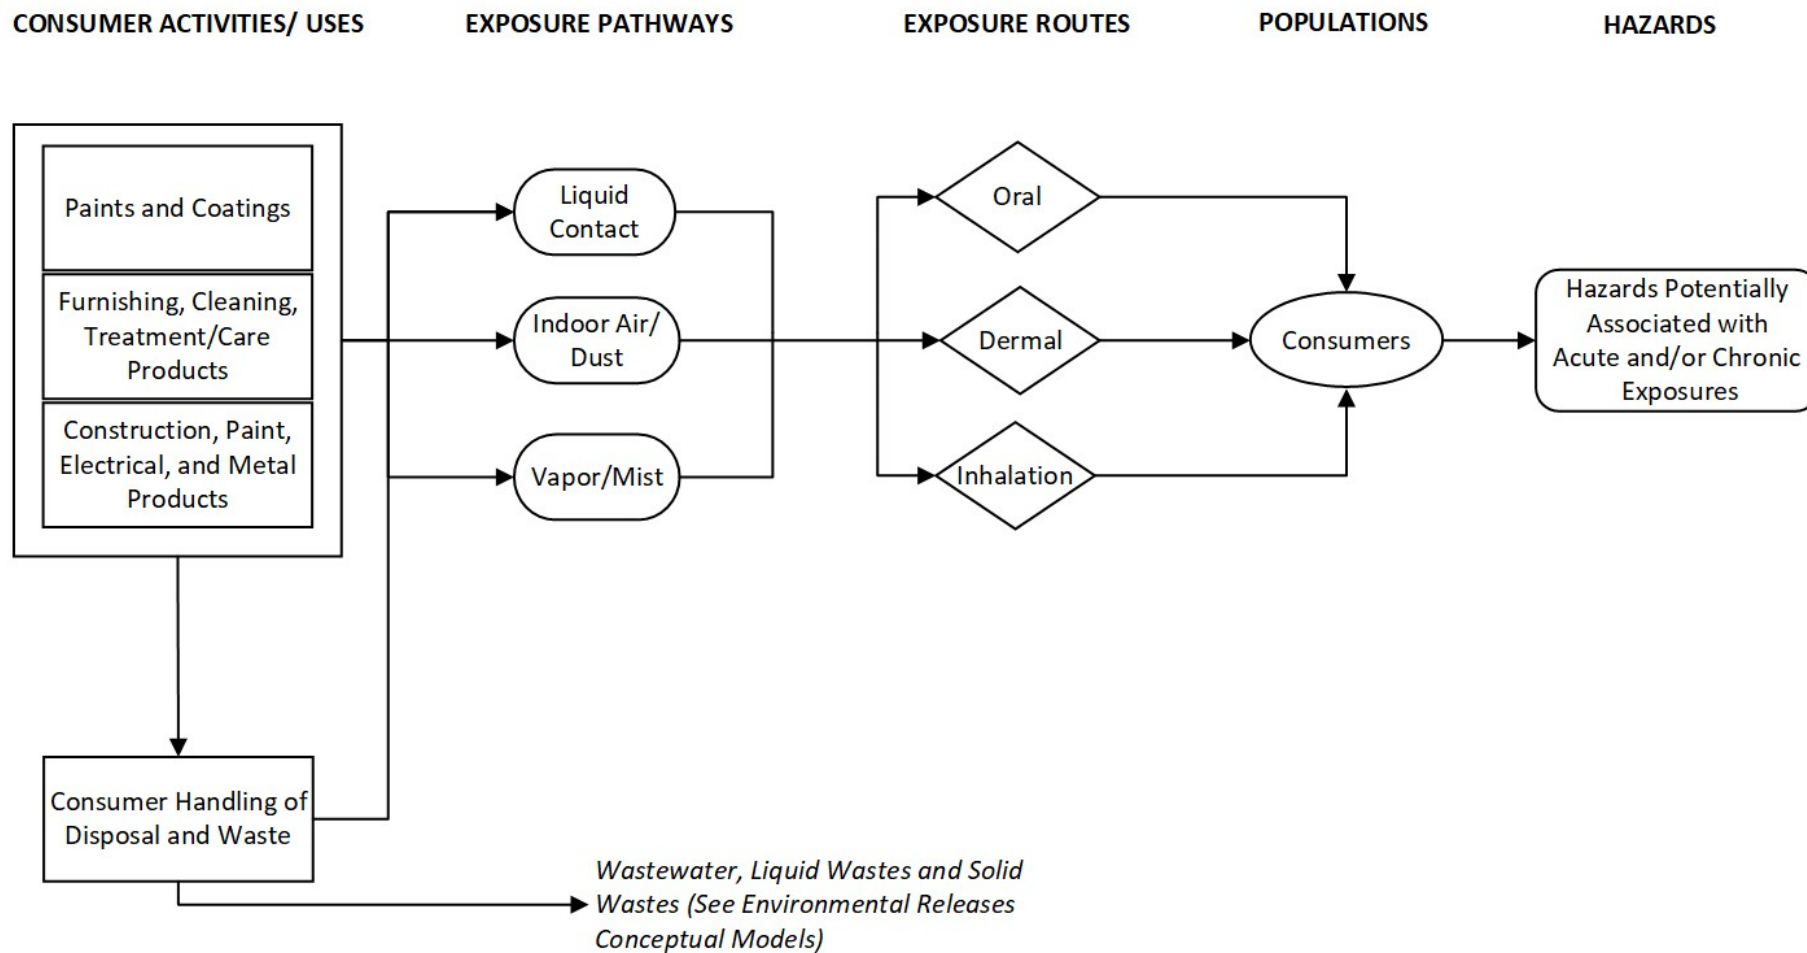 CONSUMER ACTIVITIES/ USES
EXPOSURE PATHWAYS
EXPOSURE ROUTES
POPULATIONS
HAZARDS
Paints and Coatings
Furnishing, Cleaning,
Treatment/Care
Products
Construction, Paint,
Electrical, and Metal
Products
Consumer Handling of
Disposal and Waste
Liquid
Contact
Indoor Air/
Dust
Vapor/Mist
Wastewater, Liquid Wastes and Solid
Wastes (See Environmental Releases
Conceptual Models)
Oral
Dermal
Inhalation
Consumers
Hazards Potentially
Associated with
Acute and/or Chronic
Exposures